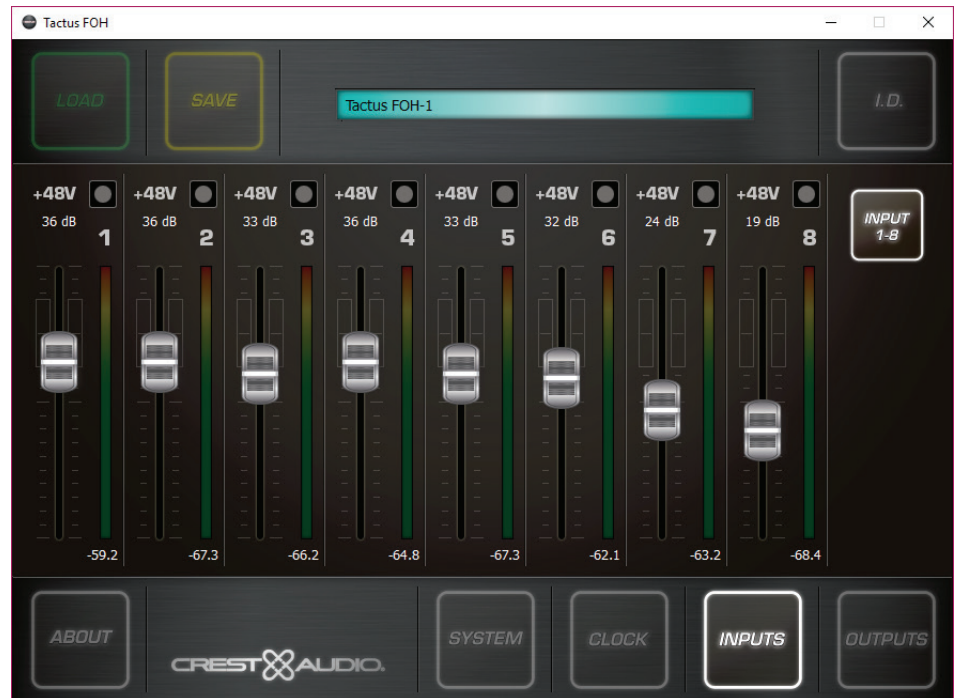 Tactus FOH
LOAD
SAVE
Tactus FOH-1
I.D.
+48V +48V +48V +48V +48V +48V +48V +48V
36 dB 36 dB 33 dB 36 dB 33 dB 32 dB 24 dB 19 dB
1 2 3 4 5 6 7 8
INPUT
1-8
-59.2 -67.3 -66.2 -64.8 -67.3 -62.1 -63.2 -68.4
ABOUT
CREST AUDIO.
SYSTEM
CLOCK
INPUTS
OUTPUTS